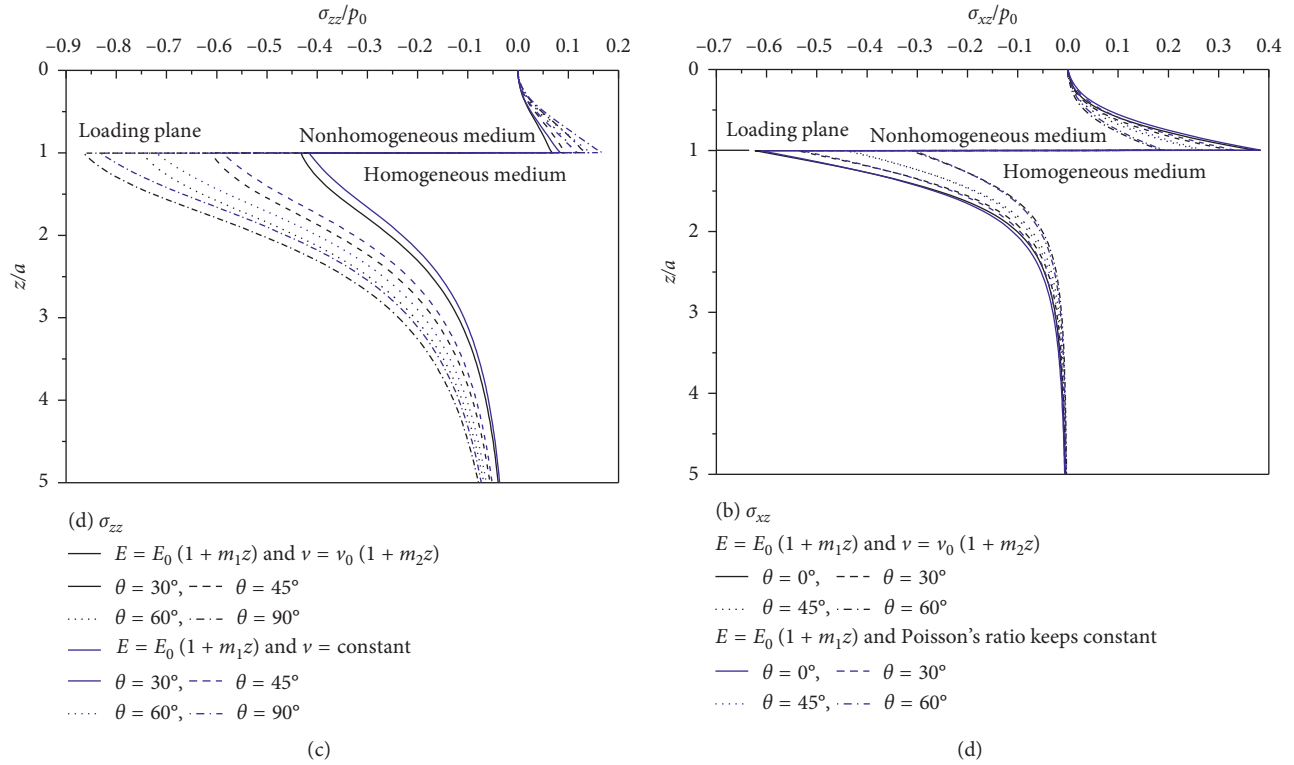 σzz/p0
−0.9 −0.8 −0.7 −0.6 −0.5 −0.4 −0.3 −0.2 −0.1 0.0 0.1 0.2
0
1
2
3
4
5
z/a
Loading plane
Nonhomogeneous medium
Homogeneous medium
(d) σzz
E = E0 (1 + m1z) and v = v0 (1 + m2z)
θ = 30°, θ = 45°
θ = 60°, θ = 90°
E = E0 (1 + m1z) and v = constant
θ = 30°, θ = 45°
θ = 60°, θ = 90°
(c)
σxz/p0
−0.7 −0.6 −0.5 −0.4 −0.3 −0.2 −0.1 0.0 0.1 0.2 0.3 0.4
0
1
2
3
4
5
z/a
Loading plane
Nonhomogeneous medium
Homogeneous medium
(b) σxz
E = E0 (1 + m1z) and v = v0 (1 + m2z)
θ = 0°, θ = 30°
θ = 45°, θ = 60°
E = E0 (1 + m1z) and Poisson's ratio keeps constant
θ = 0°, θ = 30°
θ = 45°, θ = 60°
(d)